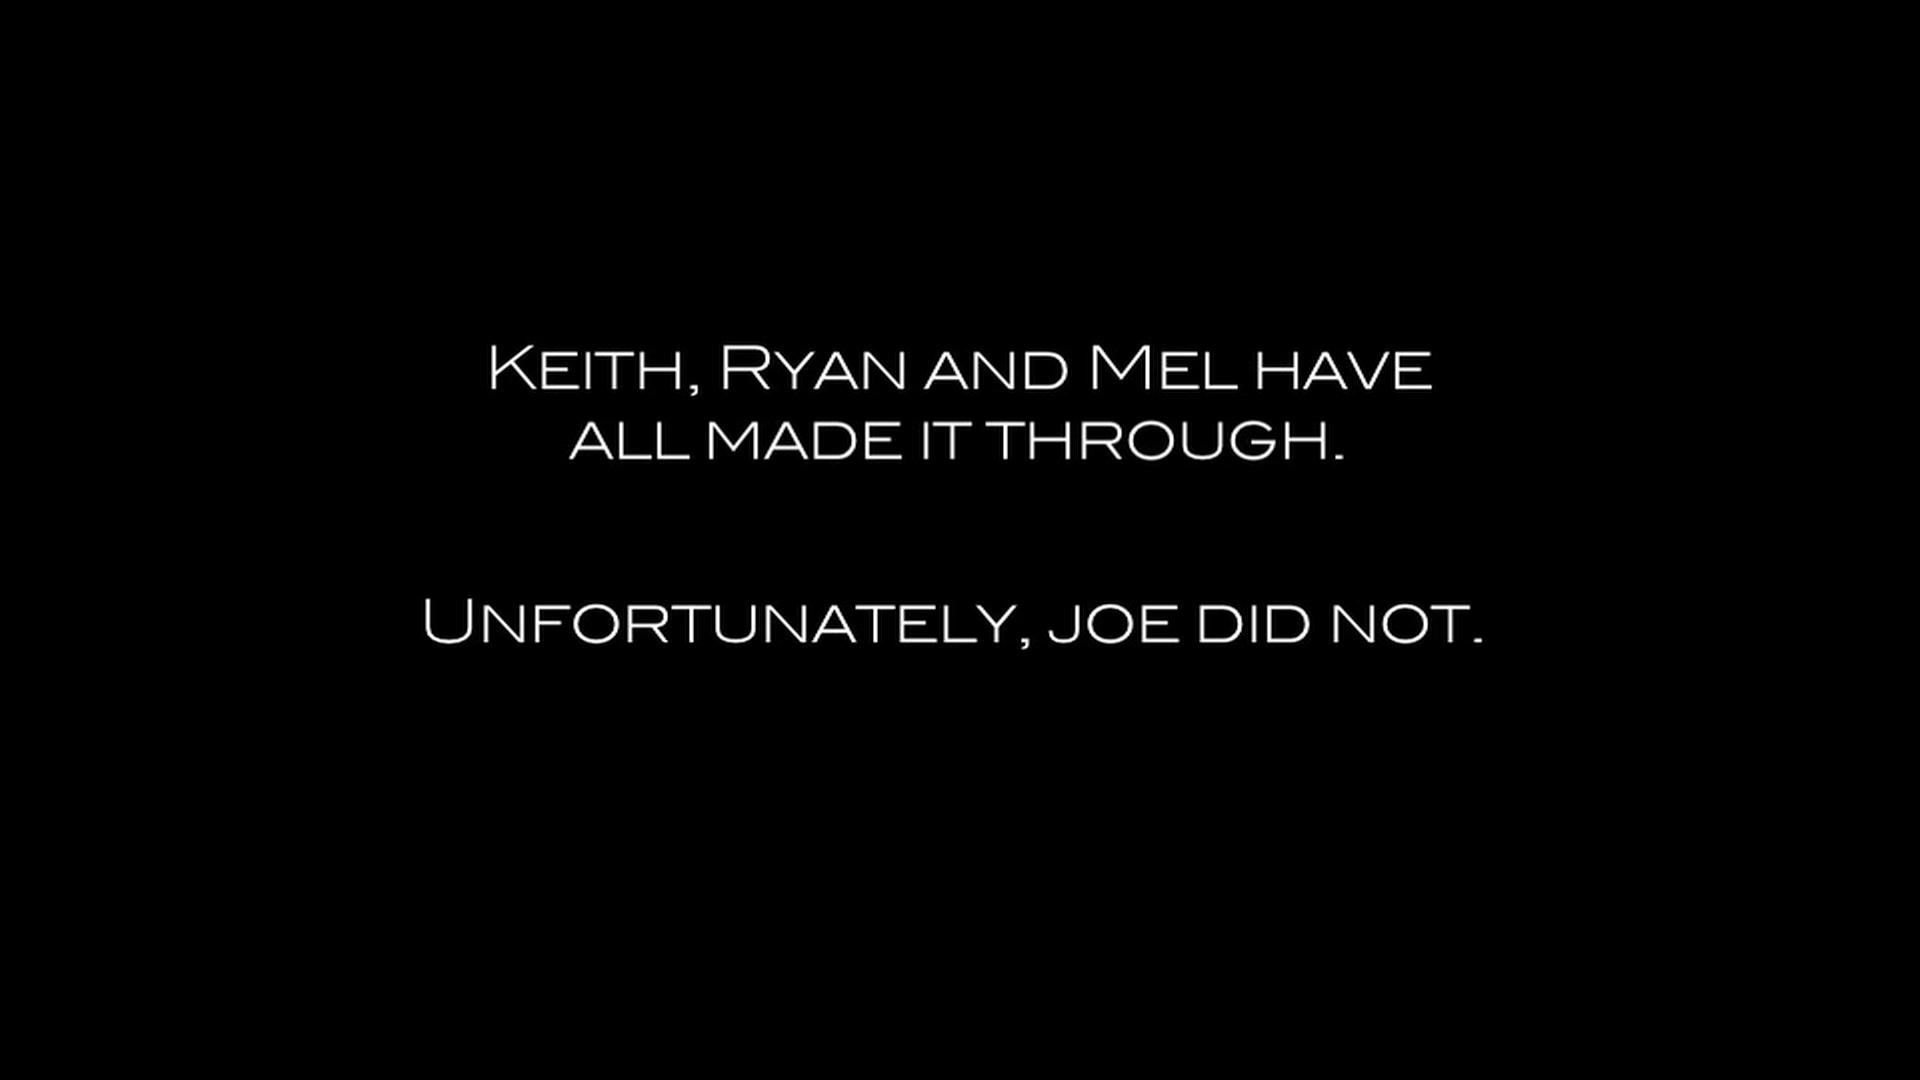 Keith, Ryan and Mel have
all made it through.
Unfortunately, joe did not.